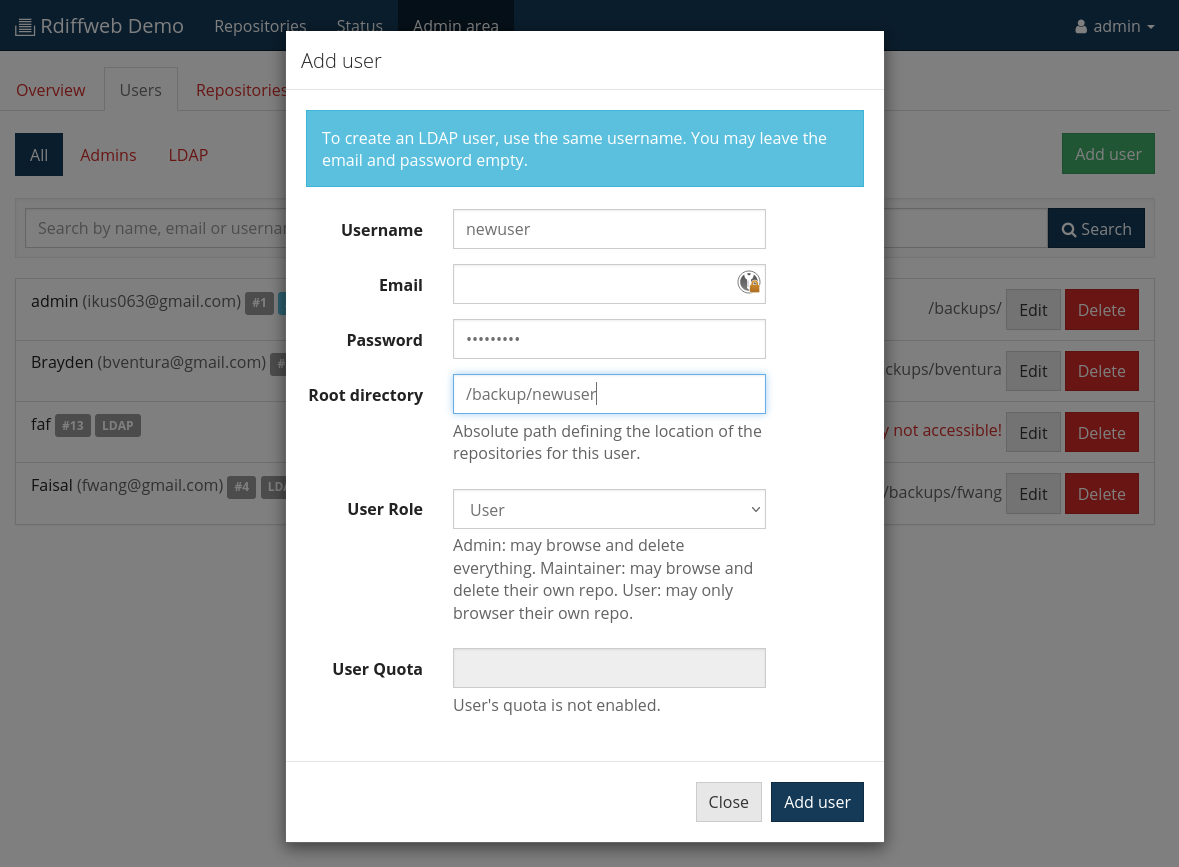 Rdiffweb Demo Repositories Status Admin area admin
Add user
Overview Users Repositories
To create an LDAP user, use the same username. You may leave the
email and password empty.
All Admins LDAP Add user
Username newuser
Search by name, email or usernam Search
Email
admin (ikus063@gmail.com) #1 /backups/ Edit Delete
Password •••••••••
Brayden (bventura@gmail.com) # ckups/bventura Edit Delete
Root directory /backup/newuser
Absolute path defining the location of the
repositories for this user.
faf #13 LDAP y not accessible! Edit Delete
Faisal (fwang@gmail.com) #4 LDA /backups/fwang Edit Delete
User Role User
Admin: may browse and delete
everything. Maintainer: may browse and
delete their own repo. User: may only
browser their own repo.
User Quota
User's quota is not enabled.
Close Add user